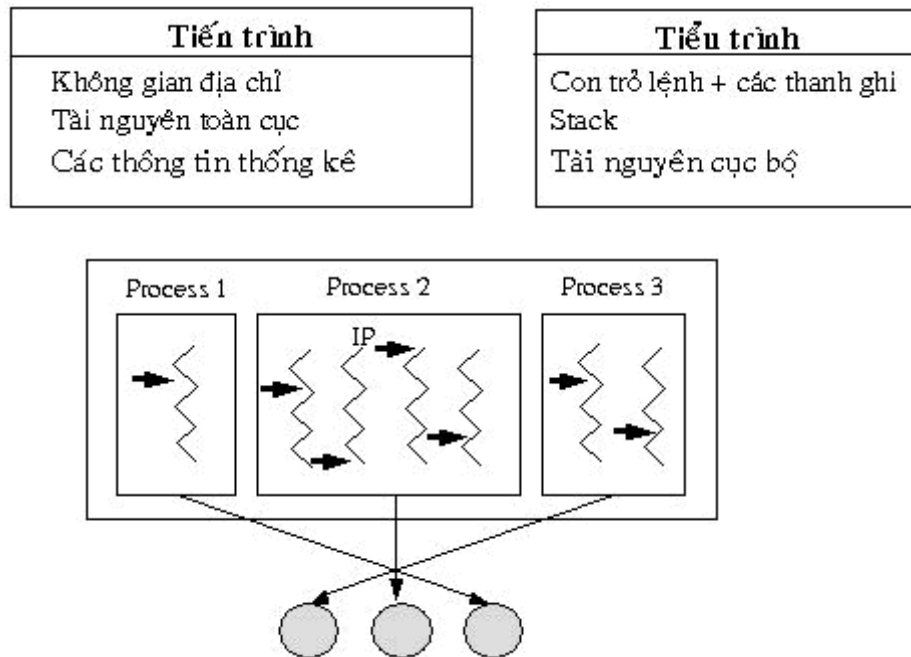 Tiến trình
Không gian địa chỉ
Tài nguyên toàn cục
Các thông tin thống kê
Tiểu trình
Con trỏ lệnh + các thanh ghi
Stack
Tài nguyên cục bộ
Process 1
Process 2
Process 3
IP